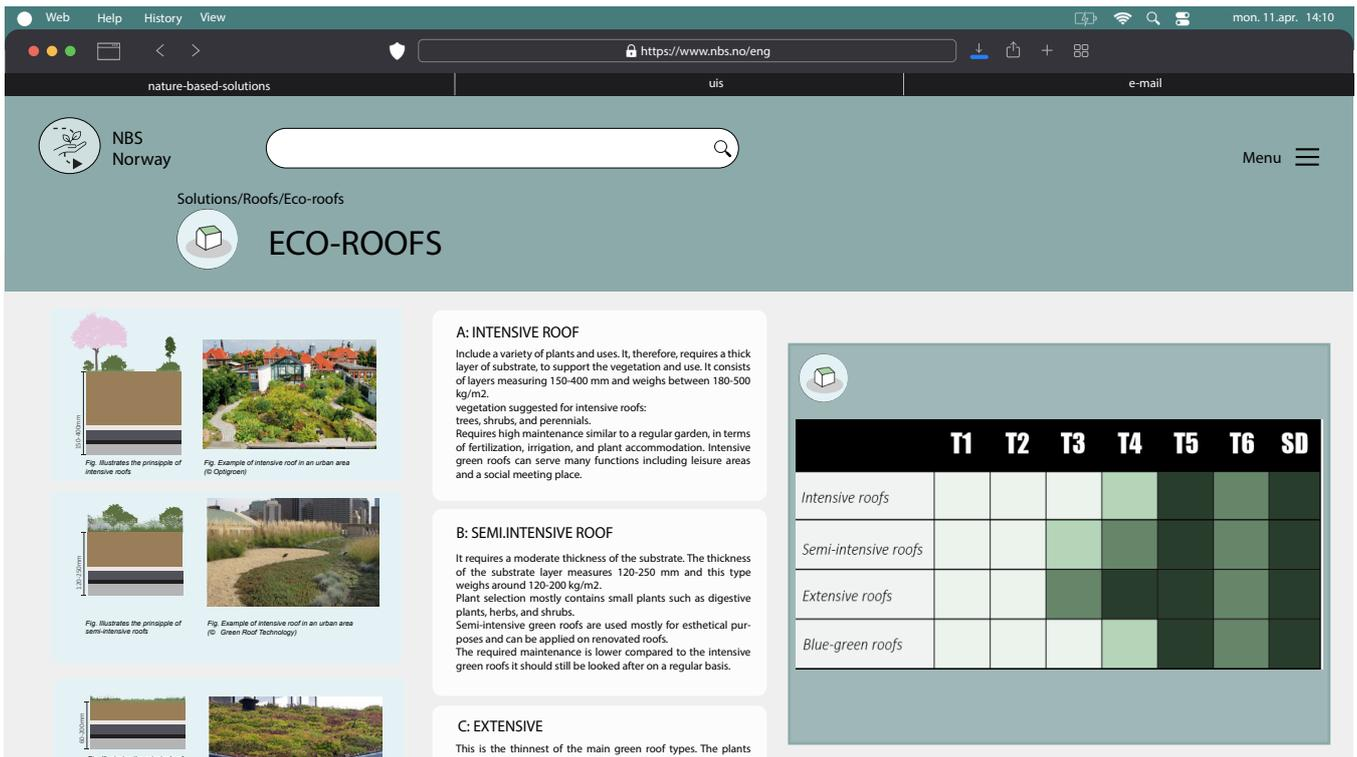 Web Help History View
mon. 11.apr. 14:10
https://www.nbs.no/eng
nature-based-solutions
uis
e-mail
NBS
Norway
Menu
Solutions/Roofs/Eco-roofs
ECO-ROOFS
150-400mm
Fig. Illustrates the prinsipple of
intensive roofs
Fig. Example of intensive roof in an urban area
(© Optigroen)
120-250mm
Fig. Illustrates the prinsipple of
semi-intensive roofs
Fig. Example of intensive roof in an urban area
(© Green Roof Technology)
60-200mm
A: INTENSIVE ROOF
Include a variety of plants and uses. It, therefore, requires a thick
layer of substrate, to support the vegetation and use. It consists
of layers measuring 150-400 mm and weighs between 180-500
kg/m2.
vegetation suggested for intensive roofs:
trees, shrubs, and perennials.
Requires high maintenance similar to a regular garden, in terms
of fertilization, irrigation, and plant accommodation. Intensive
green roofs can serve many functions including leisure areas
and a social meeting place.
B: SEMI.INTENSIVE ROOF
It requires a moderate thickness of the substrate. The thickness
of the substrate layer measures 120-250 mm and this type
weighs around 120-200 kg/m2.
Plant selection mostly contains small plants such as digestive
plants, herbs, and shrubs.
Semi-intensive green roofs are used mostly for esthetical pur-
poses and can be applied on renovated roofs.
The required maintenance is lower compared to the intensive
green roofs it should still be looked after on a regular basis.
C: EXTENSIVE
This is the thinnest of the main green roof types. The plants
T1 T2 T3 T4 T5 T6 SD
Intensive roofs
Semi-intensive roofs
Extensive roofs
Blue-green roofs